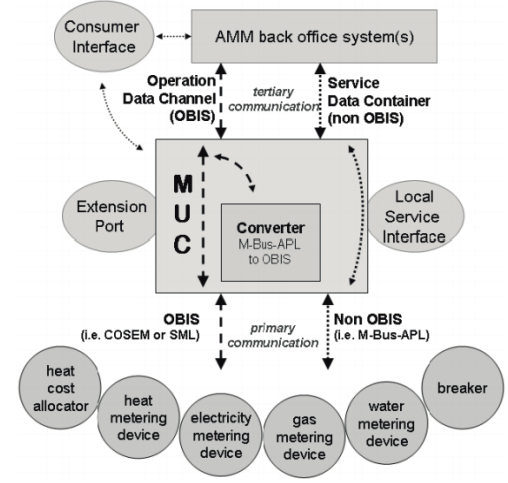 Consumer
Interface
AMM back office system(s)
Operation
Data Channel
(OBIS)
tertiary
communication
Service
Data Container
(non OBIS)
M
U
C
Extension
Port
Converter
M-Bus-APL
to OBIS
Local
Service
Interface
OBIS
(i.e. COSEM or SML)
primary
communication
Non OBIS
(i.e. M-Bus-APL)
heat
cost
allocator
heat
metering
device
electricity
metering
device
gas
metering
device
water
metering
device
breaker